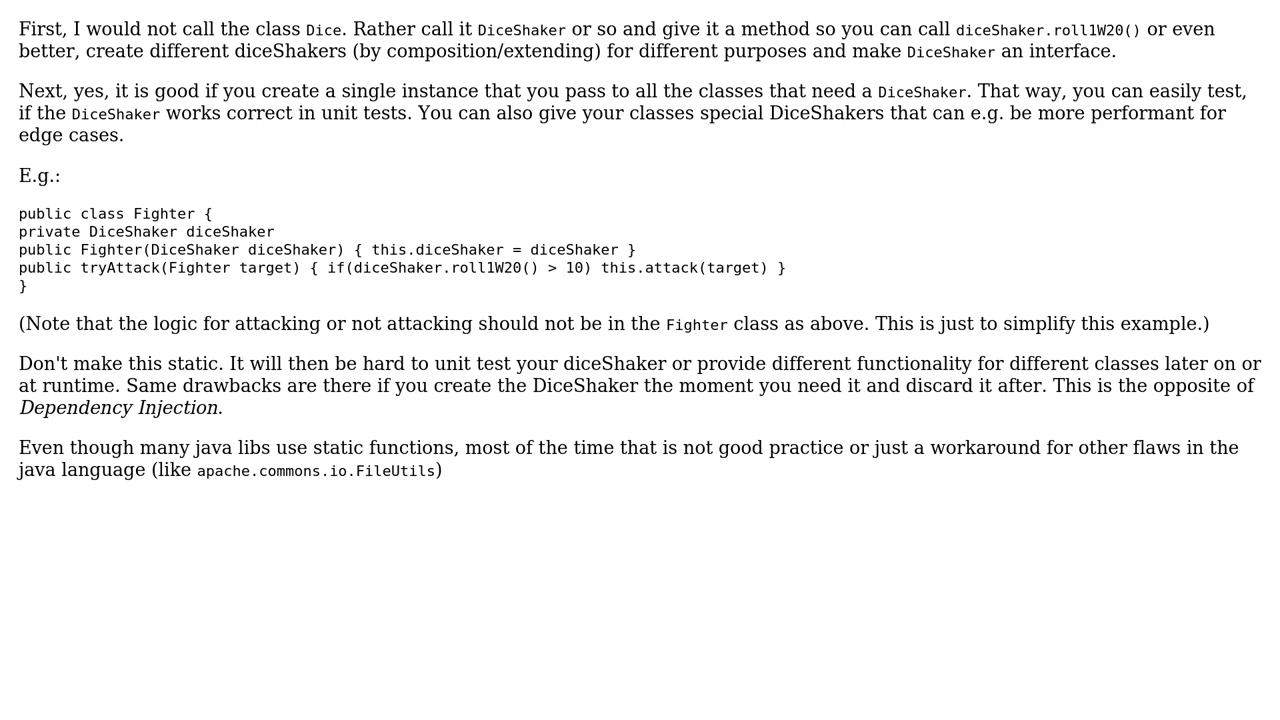 First, I would not call the class Dice. Rather call it DiceShaker or so and give it a method so you can call diceShaker.roll1W20() or even
better, create different diceShakers (by composition/extending) for different purposes and make DiceShaker an interface.
Next, yes, it is good if you create a single instance that you pass to all the classes that need a DiceShaker. That way, you can easily test,
if the DiceShaker works correct in unit tests. You can also give your classes special DiceShakers that can e.g. be more performant for
edge cases.
E.g.:
public class Fighter {
private DiceShaker diceShaker
public Fighter(DiceShaker diceShaker) { this.diceShaker = diceShaker }
public tryAttack(Fighter target) { if(diceShaker.roll1W20() > 10) this.attack(target) }
}
(Note that the logic for attacking or not attacking should not be in the Fighter class as above. This is just to simplify this example.)
Don't make this static. It will then be hard to unit test your diceShaker or provide different functionality for different classes later on or
at runtime. Same drawbacks are there if you create the DiceShaker the moment you need it and discard it after. This is the opposite of
Dependency Injection.
Even though many java libs use static functions, most of the time that is not good practice or just a workaround for other flaws in the
java language (like apache.commons.io.FileUtils)